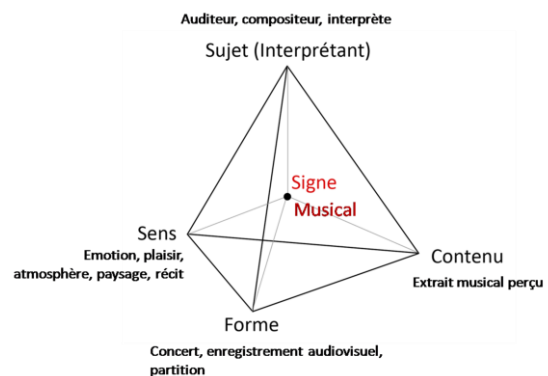 Auditeur, compositeur, interprète
Sujet (Interprétant)
Signe
Musical
Sens
Emotion, plaisir,
atmosphère, paysage, récit
Contenu
Extrait musical perçu
Forme
Concert, enregistrement audiovisuel,
partition